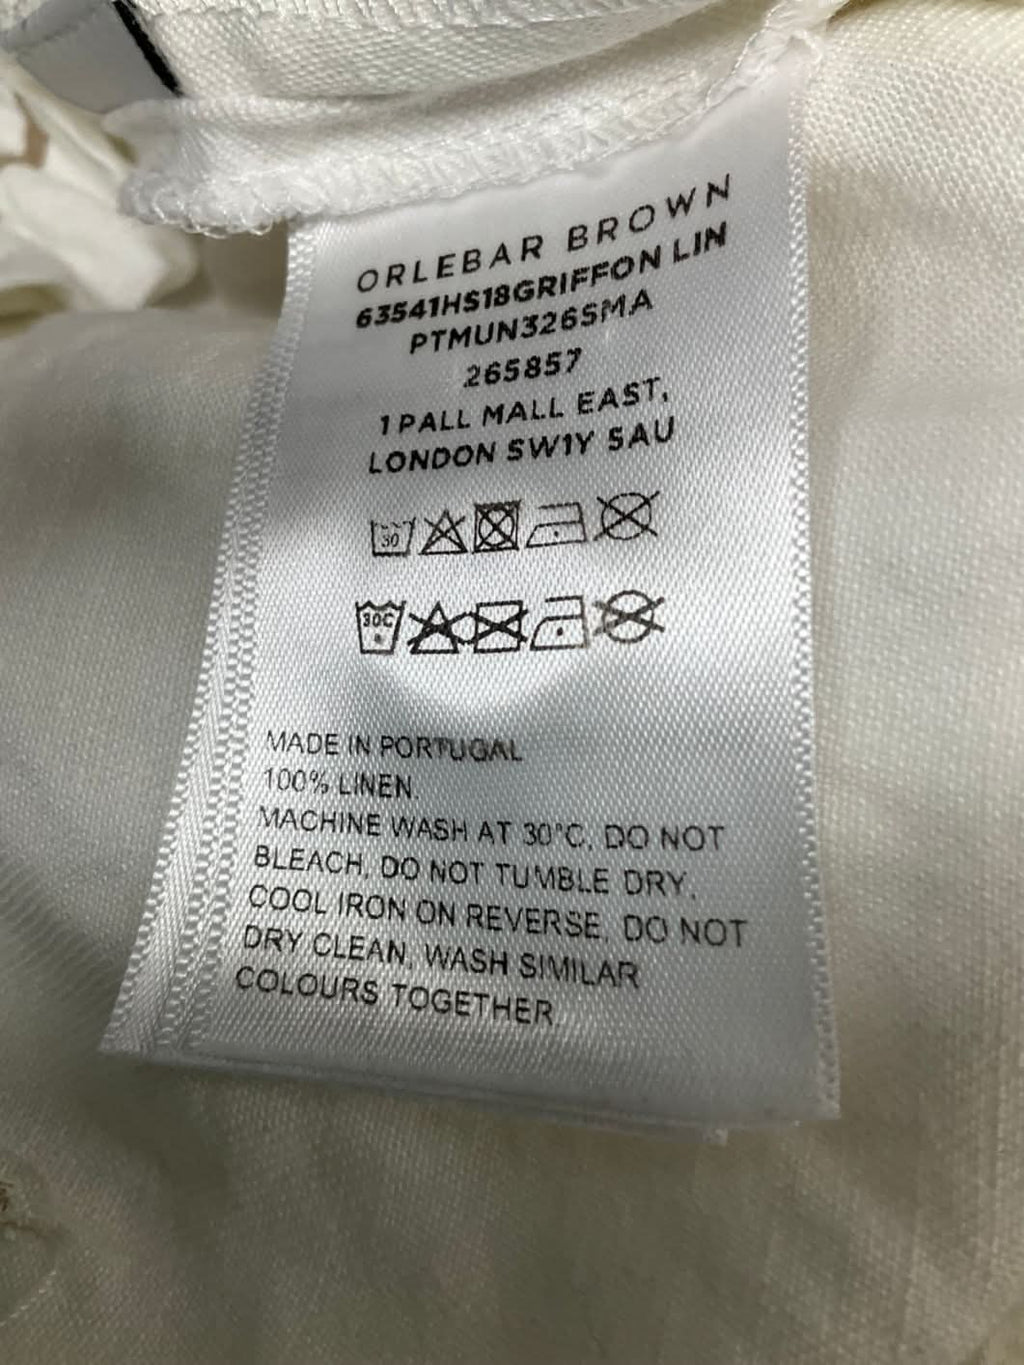 ORLEBAR BROWN
63541HS18GRIFFON LIN
PTMUN326SMA
265857
1 PALL MALL EAST,
LONDON SW1Y 5AU
30
30C
MADE IN PORTUGAL
100% LINEN.
MACHINE WASH AT 30°C, DO NOT
BLEACH, DO NOT TUMBLE DRY,
COOL IRON ON REVERSE, DO NOT
DRY CLEAN, WASH SIMILAR
COLOURS TOGETHER.